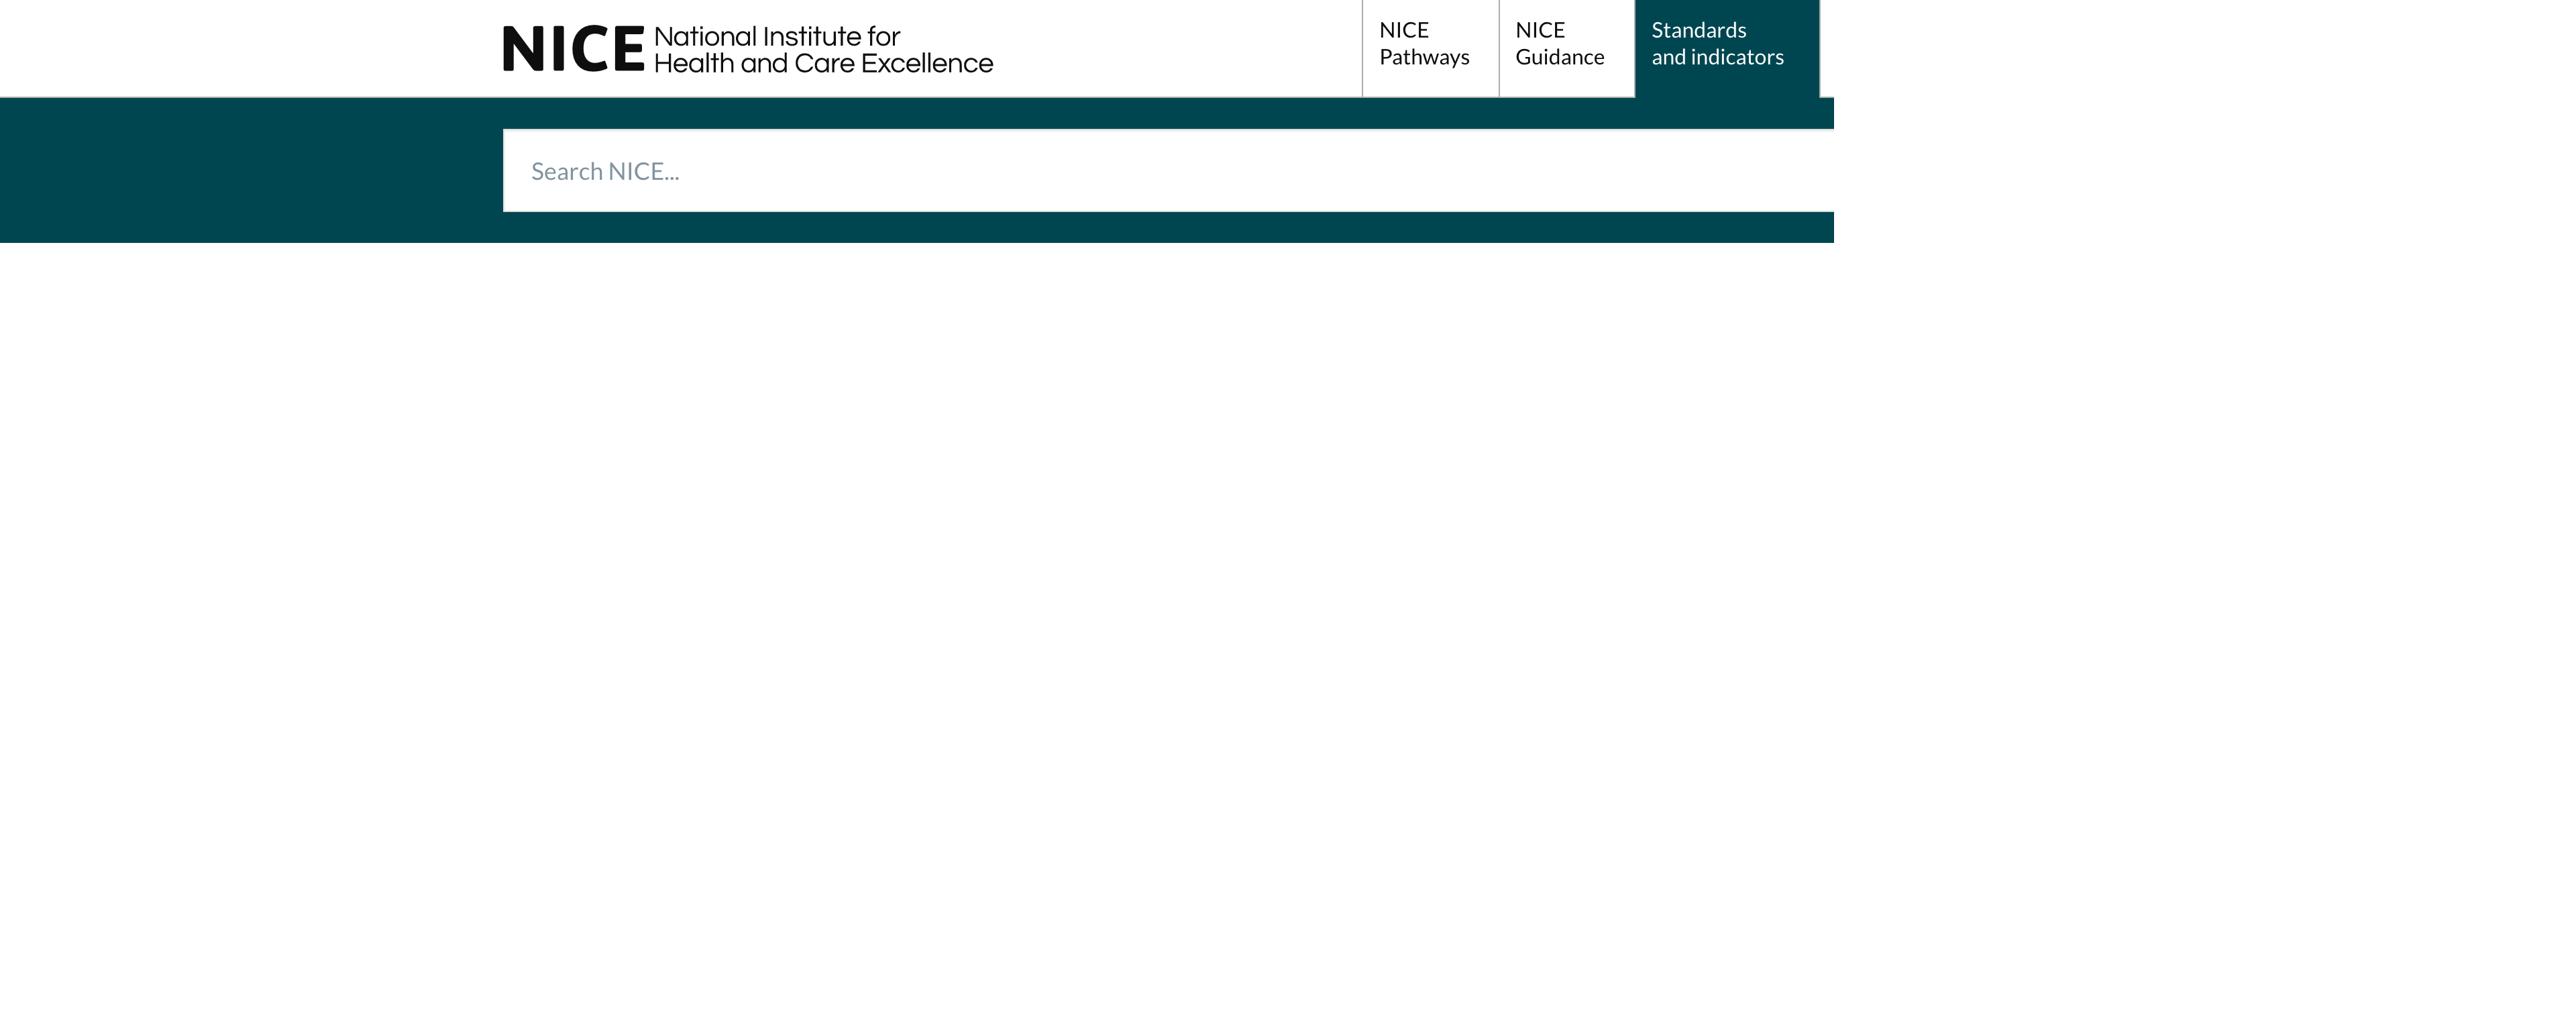 NICE National Institute for
Health and Care Excellence
NICE
Pathways
NICE
Guidance
Standards
and indicators
Search NICE...